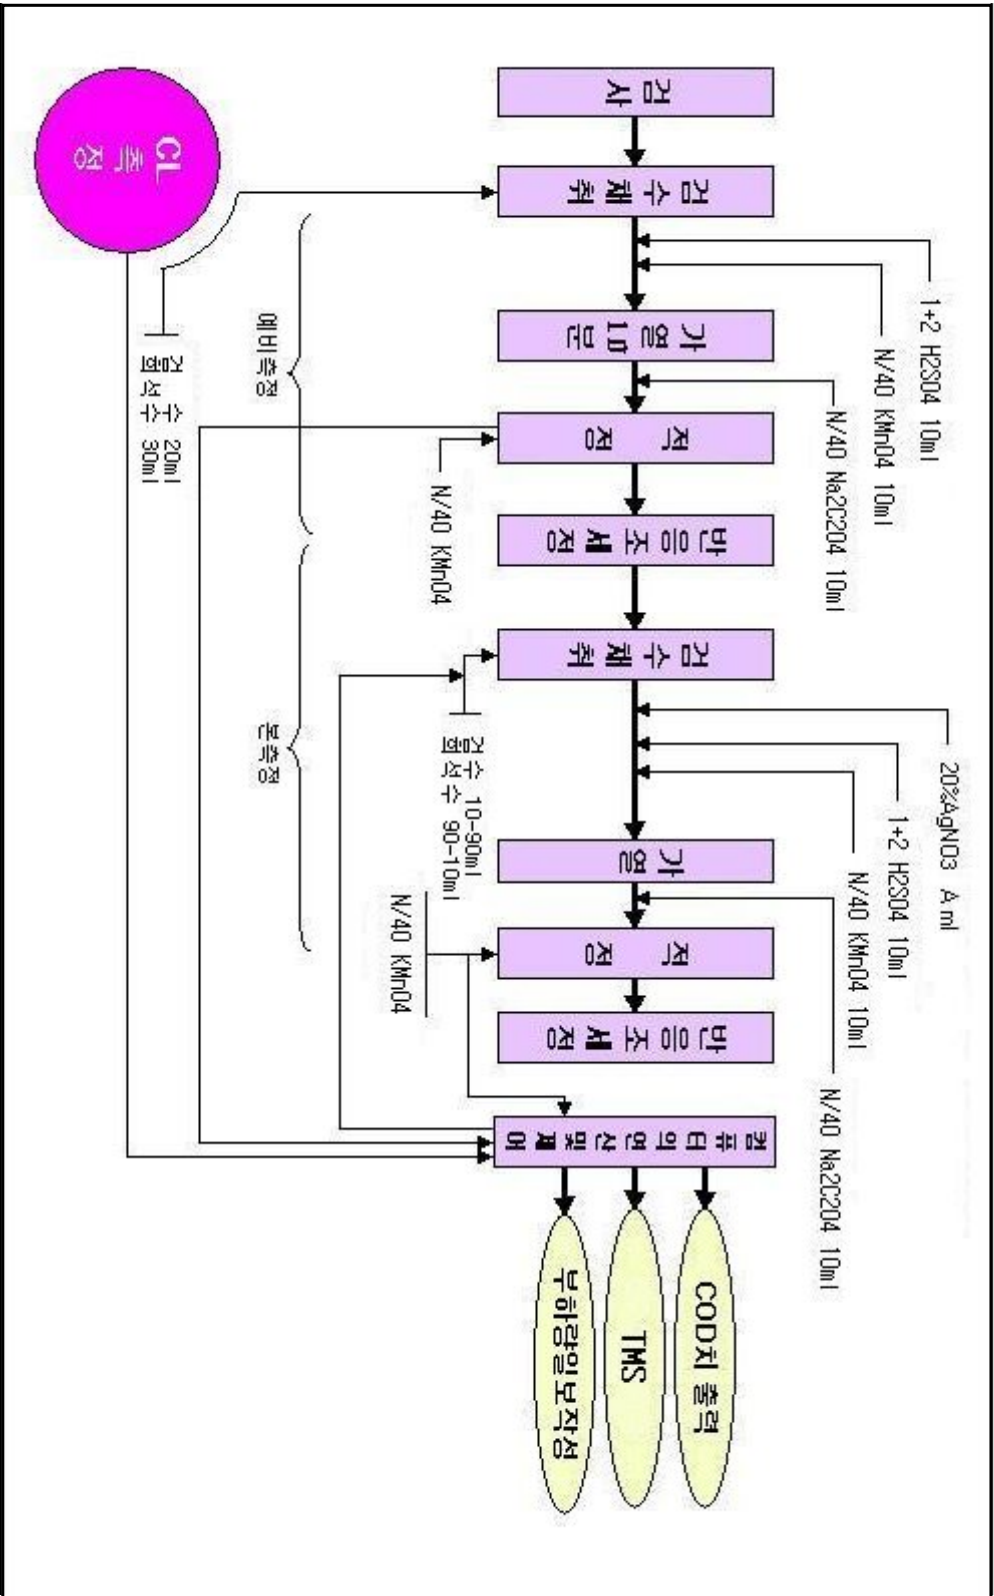 검사
검수채취
가열 10분
적 정
반응조세정
검수채취
가열
적 정
반응조세정
컴퓨터의연산및제어
COD치 출력
TMS
부하량일보작성
1+2 H2SO4 10ml
N/40 KMnO4 10ml
N/40 Na2C2O4 10ml
N/40 KMnO4
20%AgNO3 A ml
1+2 H2SO4 10ml
N/40 KMnO4 10ml
N/40 Na2C2O4 10ml
N/40 KMnO4
검수 10-90ml
희석수 90-10ml
예비측정
본측정
검 수 20ml
희석수 30ml
CL
측정